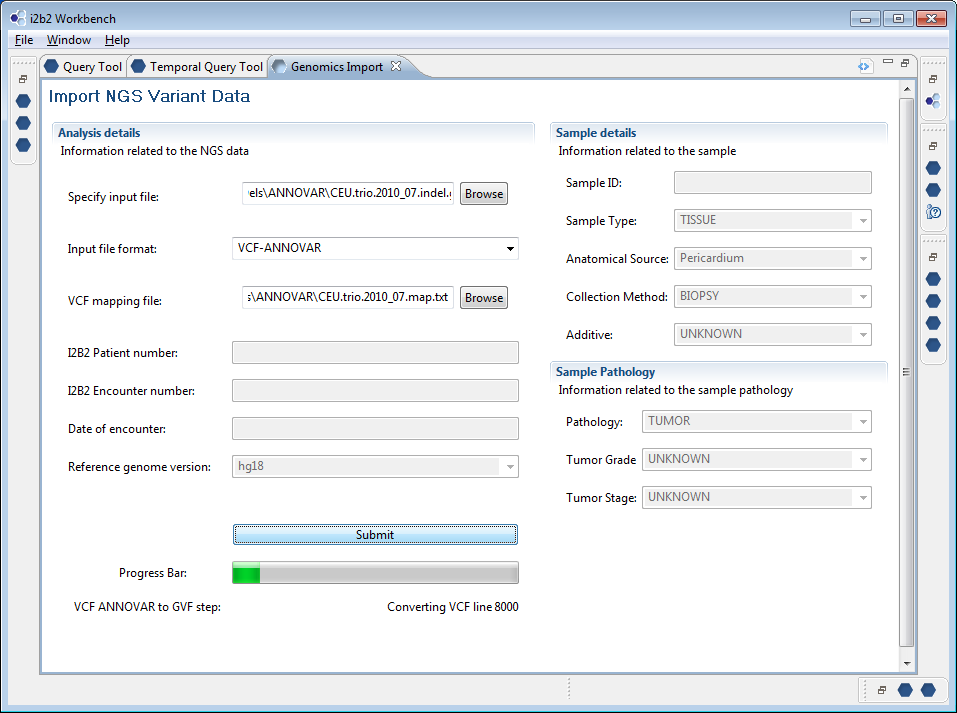 i2b2 Workbench
File Window Help
Query Tool Temporal Query Tool Genomics Import
Import NGS Variant Data
Analysis details
Information related to the NGS data
Specify input file: els\ANNOVAR\CEU.trio.2010_07.indel. Browse
Input file format: VCF-ANNOVAR
VCF mapping file: \ANNOVAR\CEU.trio.2010_07.map.txt Browse
I2B2 Patient number:
I2B2 Encounter number:
Date of encounter:
Reference genome version: hg18
Submit
Progress Bar:
VCF ANNOVAR to GVF step: Converting VCF line 8000
Sample details
Information related to the sample
Sample ID:
Sample Type: TISSUE
Anatomical Source: Pericardium
Collection Method: BIOPSY
Additive: UNKNOWN
Sample Pathology
Information related to the sample pathology
Pathology: TUMOR
Tumor Grade UNKNOWN
Tumor Stage: UNKNOWN